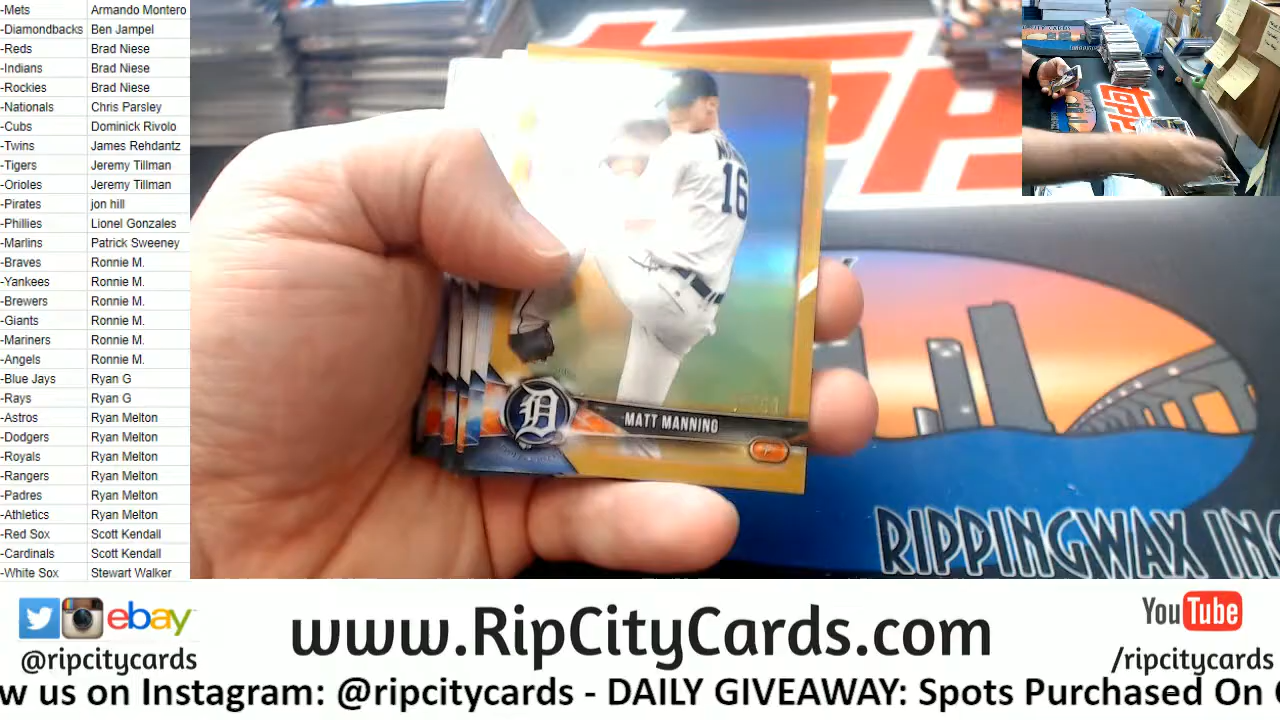 -Mets Armando Montero
-Diamondbacks Ben Jampel
-Reds Brad Niese
-Indians Brad Niese
-Rockies Brad Niese
-Nationals Chris Parsley
-Cubs Dominick Rivolo
-Twins James Rehdantz
-Tigers Jeremy Tillman
-Orioles Jeremy Tillman
-Pirates jon hill
-Phillies Lionel Gonzales
-Marlins Patrick Sweeney
-Braves Ronnie M.
-Yankees Ronnie M.
-Brewers Ronnie M.
-Giants Ronnie M.
-Mariners Ronnie M.
-Angels Ronnie M.
-Blue Jays Ryan G
-Rays Ryan G
-Astros Ryan Melton
-Dodgers Ryan Melton
-Royals Ryan Melton
-Rangers Ryan Melton
-Padres Ryan Melton
-Athletics Ryan Melton
-Red Sox Scott Kendall
-Cardinals Scott Kendall
-White Sox Stewart Walker
16
D
MATT MANNING
P
RIPPINGWAX INC
ebay
@ripcitycards
www.RipCityCards.com
YouTube
/ripcitycards
w us on Instagram: @ripcitycards - DAILY GIVEAWAY: Spots Purchased On